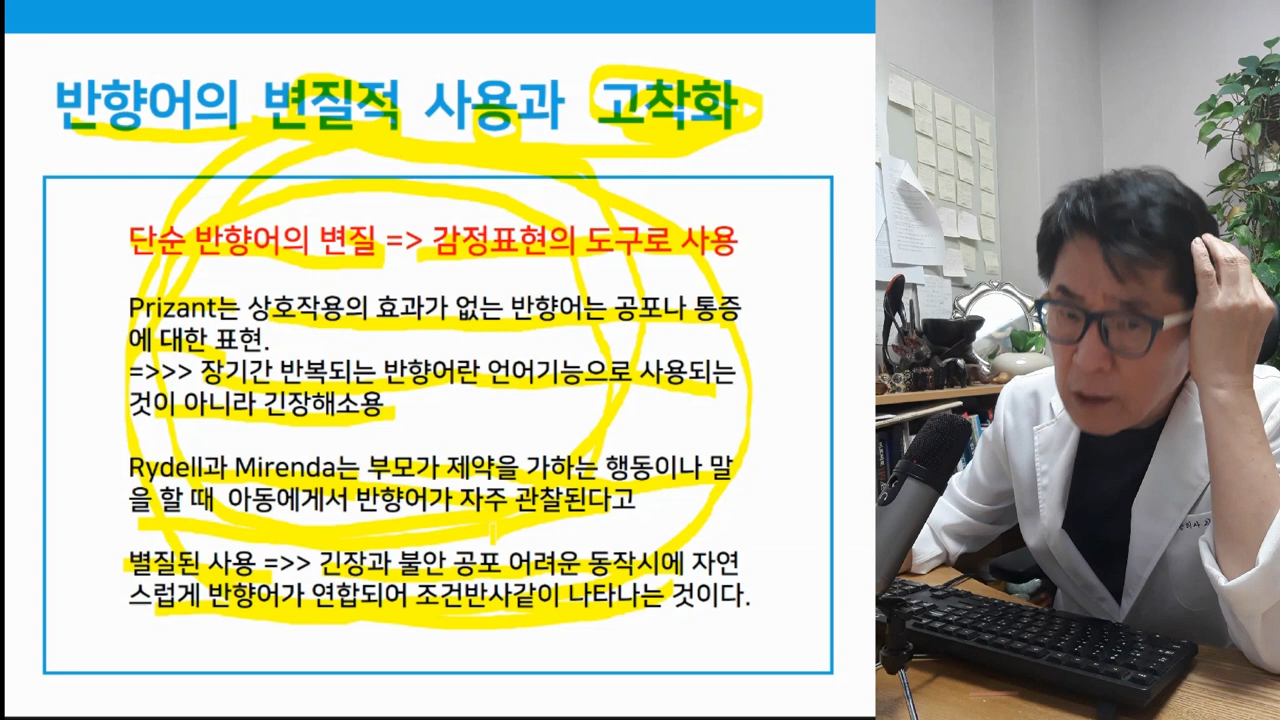 반향어의 변질적 사용과 고착화
단순 반향어의 변질 => 감정표현의 도구로 사용
Prizant는 상호작용의 효과가 없는 반향어는 공포나 통증
에 대한 표현.
=>>> 장기간 반복되는 반향어란 언어기능으로 사용되는
것이 아니라 긴장해소용
Rydell과 Mirenda는 부모가 제약을 가하는 행동이나 말
을 할 때 아동에게서 반향어가 자주 관찰된다고
별질된 사용 =>> 긴장과 불안 공포 어려운 동작시에 자연
스럽게 반향어가 연합되어 조건반사같이 나타나는 것이다.